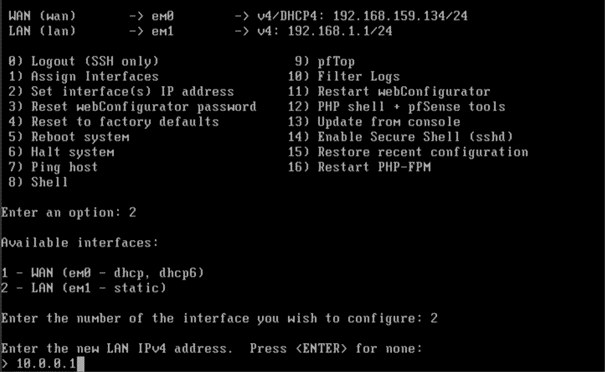 WAN (wan)       -> em0        -> v4/DHCP4: 192.168.159.134/24
LAN (lan)       -> em1        -> v4: 192.168.1.1/24
0) Logout (SSH only)                  9) pfTop
1) Assign Interfaces                 10) Filter Logs
2) Set interface(s) IP address       11) Restart webConfigurator
3) Reset webConfigurator password    12) PHP shell + pfSense tools
4) Reset to factory defaults         13) Update from console
5) Reboot system                     14) Enable Secure Shell (sshd)
6) Halt system                       15) Restore recent configuration
7) Ping host                         16) Restart PHP-FPM
8) Shell
Enter an option: 2
Available interfaces:
1 - WAN (em0 - dhcp, dhcp6)
2 - LAN (em1 - static)
Enter the number of the interface you wish to configure: 2
Enter the new LAN IPv4 address.  Press <ENTER> for none:
> 10.0.0.1